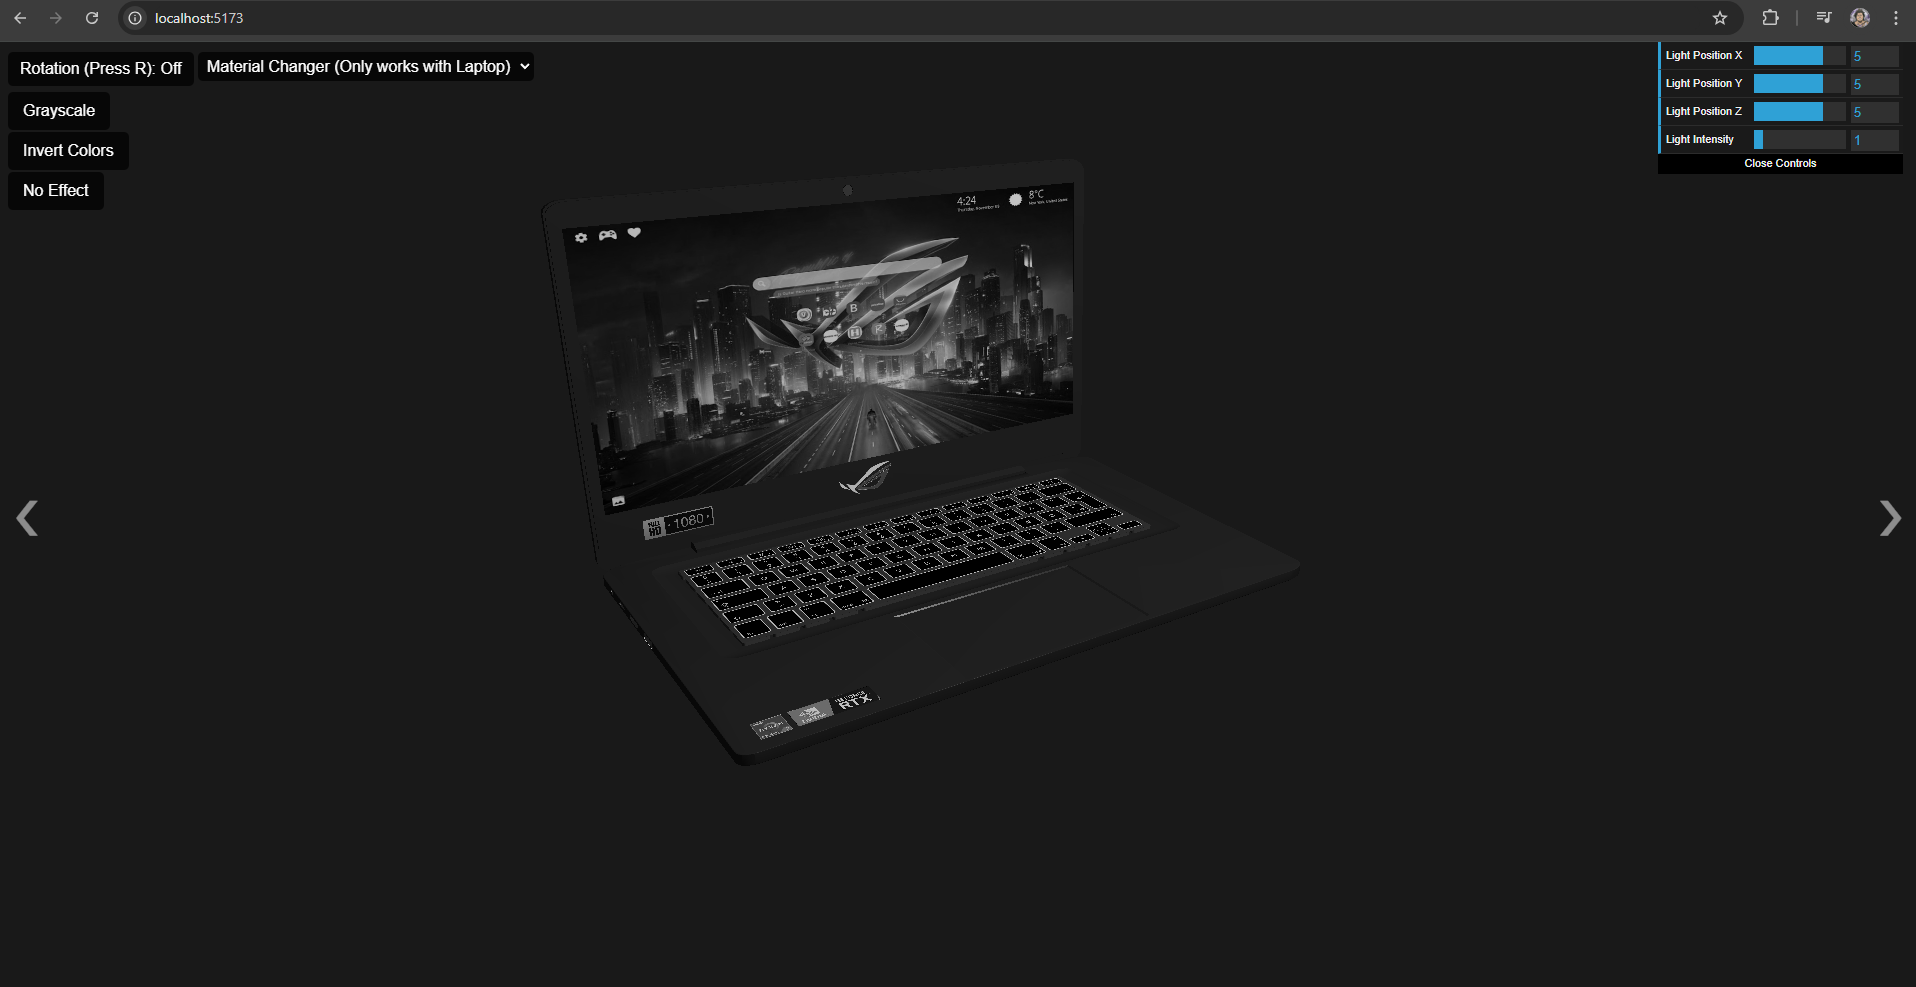 localhost:5173
Rotation (Press R): Off
Material Changer (Only works with Laptop)
Grayscale
Invert Colors
No Effect
Light Position X 5
Light Position Y 5
Light Position Z 5
Light Intensity 1
Close Controls
4:24
8°C
1080
RTX